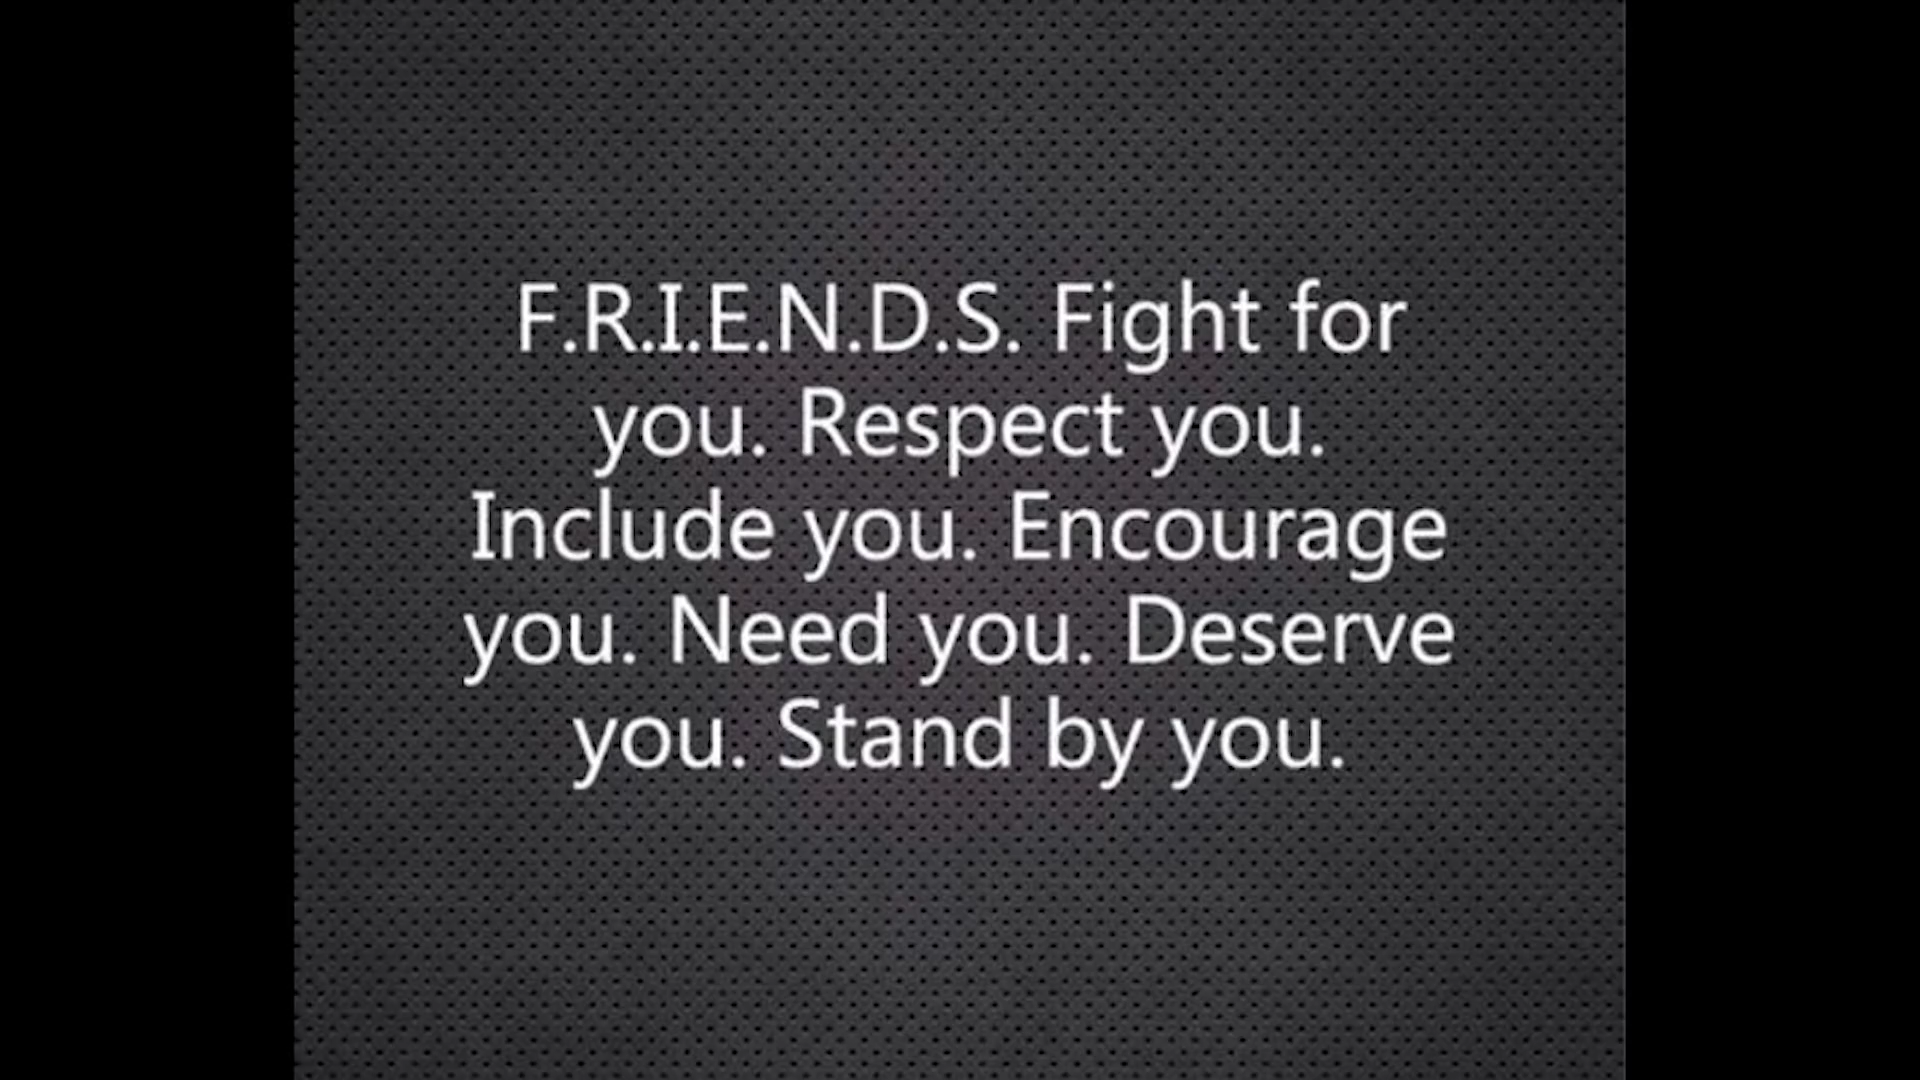 F.R.I.E.N.D.S. Fight for
you. Respect you.
Include you. Encourage
you. Need you. Deserve
you. Stand by you.